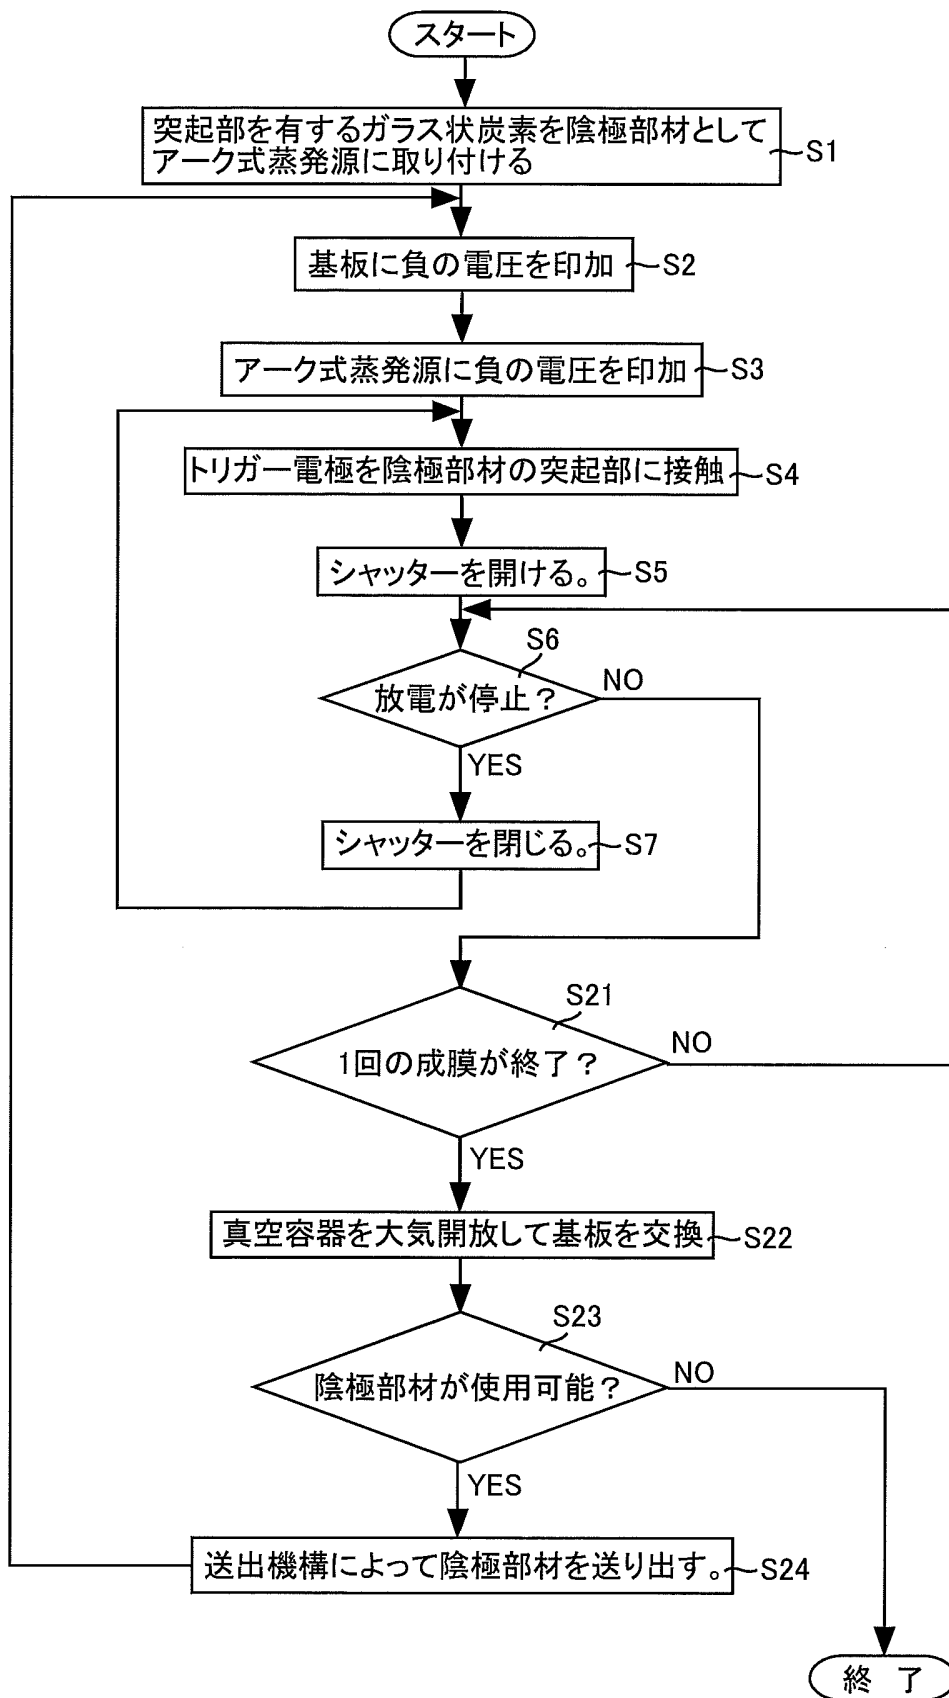 スタート
突起部を有するガラス状炭素を陰極部材として
アーク式蒸発源に取り付ける
S1
基板に負の電圧を印加
S2
アーク式蒸発源に負の電圧を印加
S3
トリガー電極を陰極部材の突起部に接触
S4
シャッターを開ける。
S5
S6
放電が停止？
NO
YES
シャッターを閉じる。
S7
S21
1回の成膜が終了？
NO
YES
真空容器を大気開放して基板を交換
S22
S23
陰極部材が使用可能？
NO
YES
送出機構によって陰極部材を送り出す。
S24
終 了